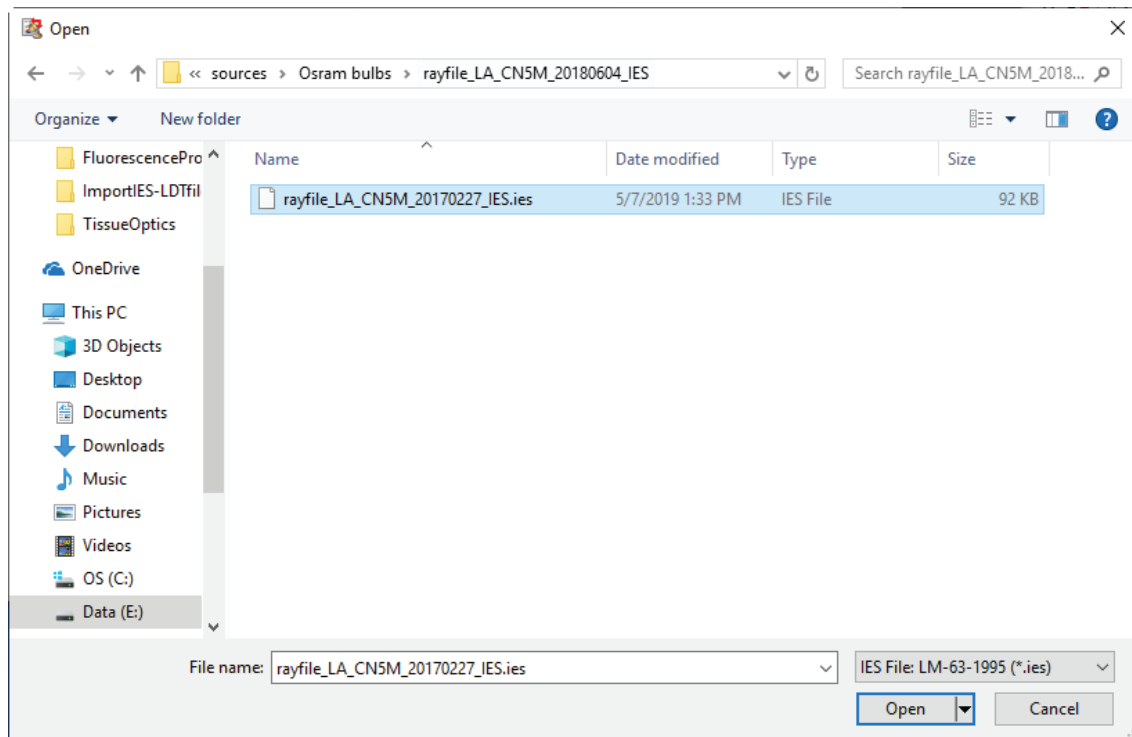 Open
« sources › Osram bulbs › rayfile_LA_CN5M_20180604_IES
Search rayfile_LA_CN5M_2018...
Organize New folder
Name Date modified Type Size
rayfile_LA_CN5M_20170227_IES.ies 5/7/2019 1:33 PM IES File 92 KB
FluorescencePro
ImportIES-LDTfil
TissueOptics
OneDrive
This PC
3D Objects
Desktop
Documents
Downloads
Music
Pictures
Videos
OS (C:)
Data (E:)
File name: rayfile_LA_CN5M_20170227_IES.ies IES File: LM-63-1995 (*.ies)
Open Cancel